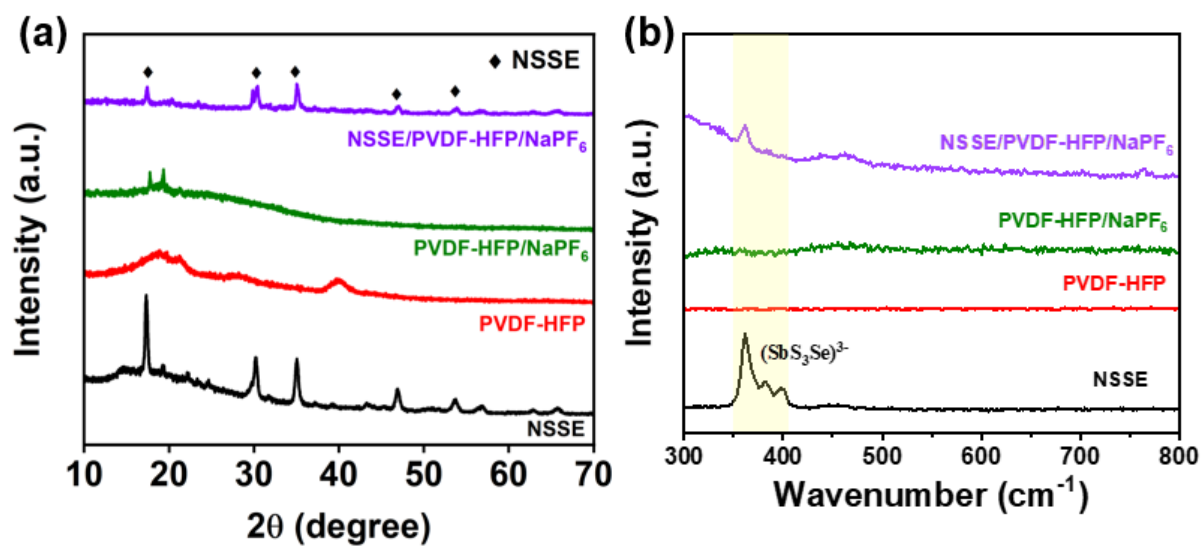 (a)
♦ NSSE
NSSE/PVDF-HFP/NaPF₆
PVDF-HFP/NaPF₆
PVDF-HFP
NSSE
Intensity (a.u.)
10 20 30 40 50 60 70
2θ (degree)
(b)
NSSE/PVDF-HFP/NaPF₆
PVDF-HFP/NaPF₆
PVDF-HFP
(SbS₃Se)³⁻
NSSE
Intensity (a.u.)
300 400 500 600 700 800
Wavenumber (cm⁻¹)